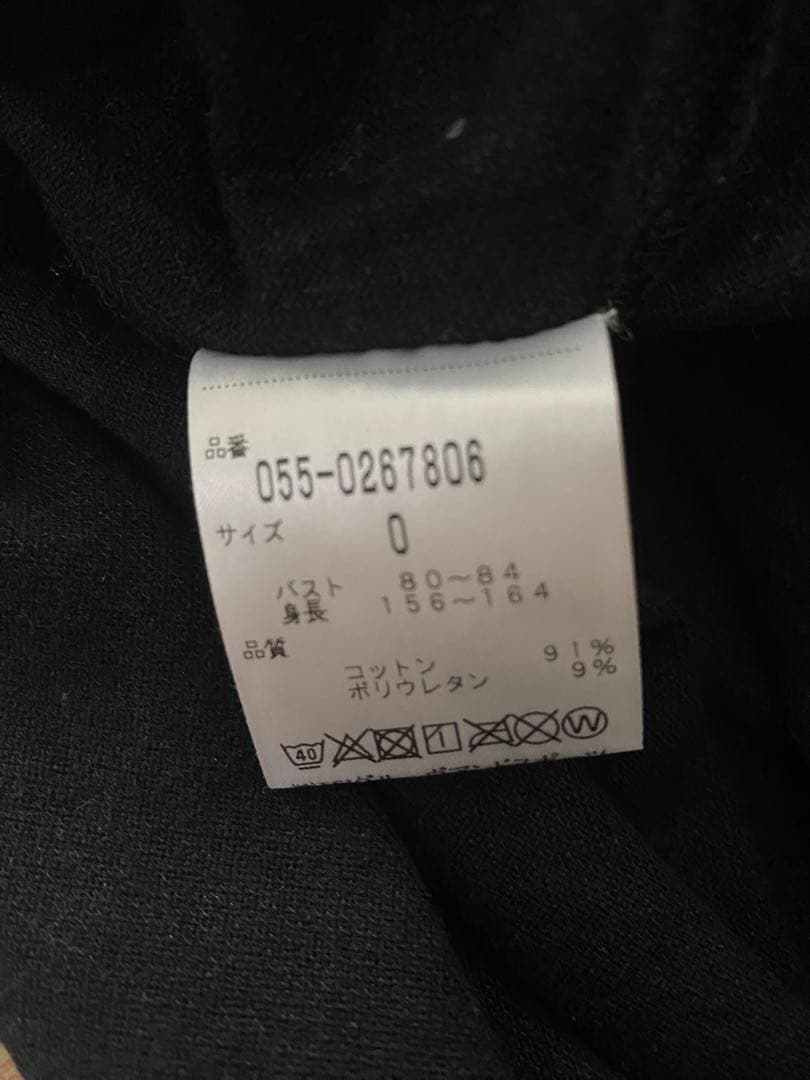 品番
055-0267806
サイズ 0
バスト 80~84
身長 156~164
品質
コットン 91%
ポリウレタン 9%
40 W